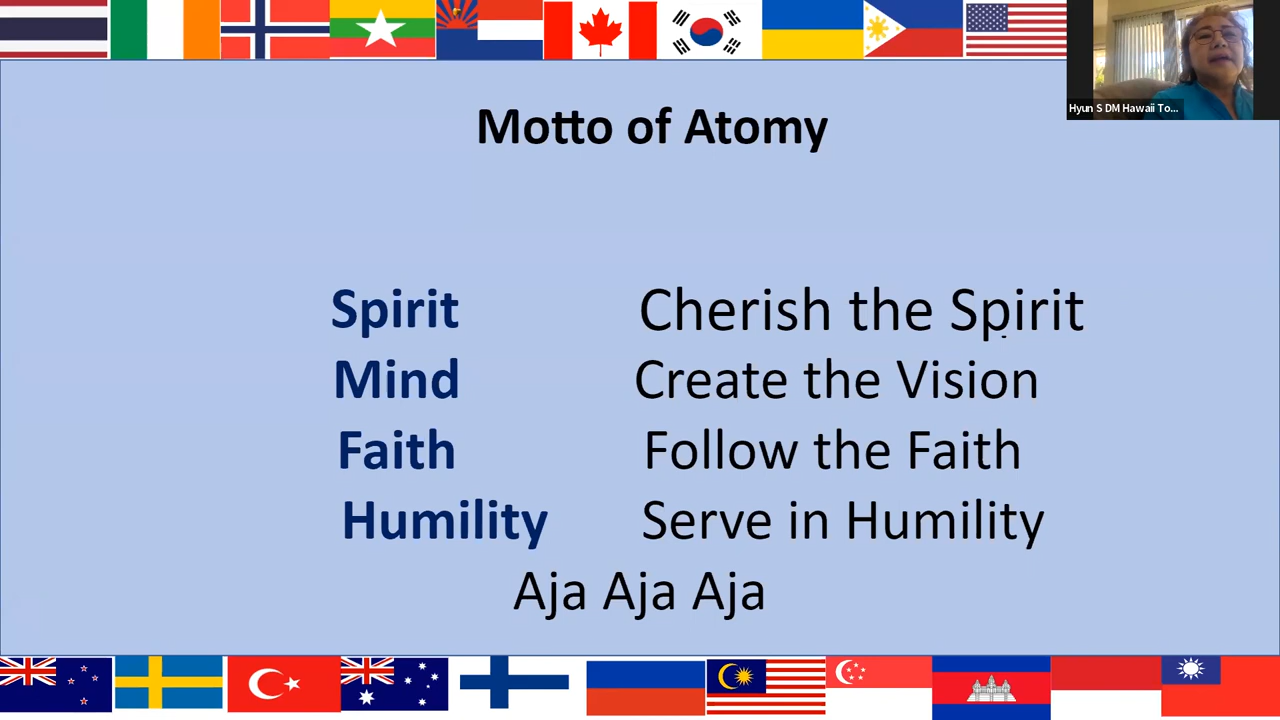 Motto of Atomy
Hyun S DM Hawaii To...
Spirit Cherish the Spirit
Mind Create the Vision
Faith Follow the Faith
Humility Serve in Humility
Aja Aja Aja